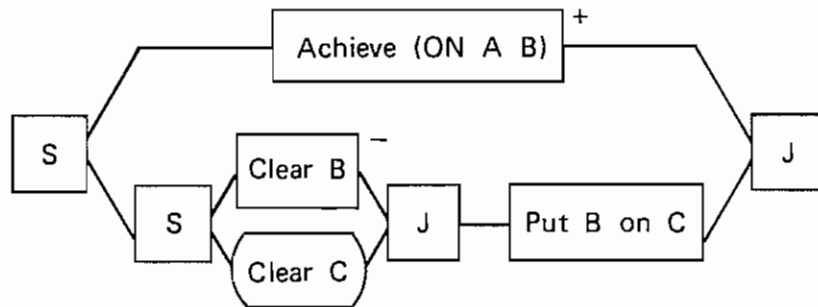 Achieve (ON A B)
+
S
Clear B
−
J
S
J
Put B on C
Clear C